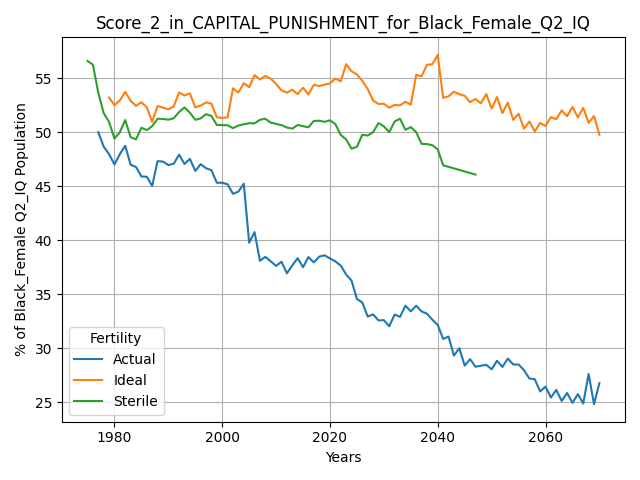 Score_2_in_CAPITAL_PUNISHMENT_for_Black_Female_Q2_IQ
% of Black_Female Q2_IQ Population
55
50
45
40
35
30
25
Fertility
Actual
Ideal
Sterile
1980
2000
2020
2040
2060
Years